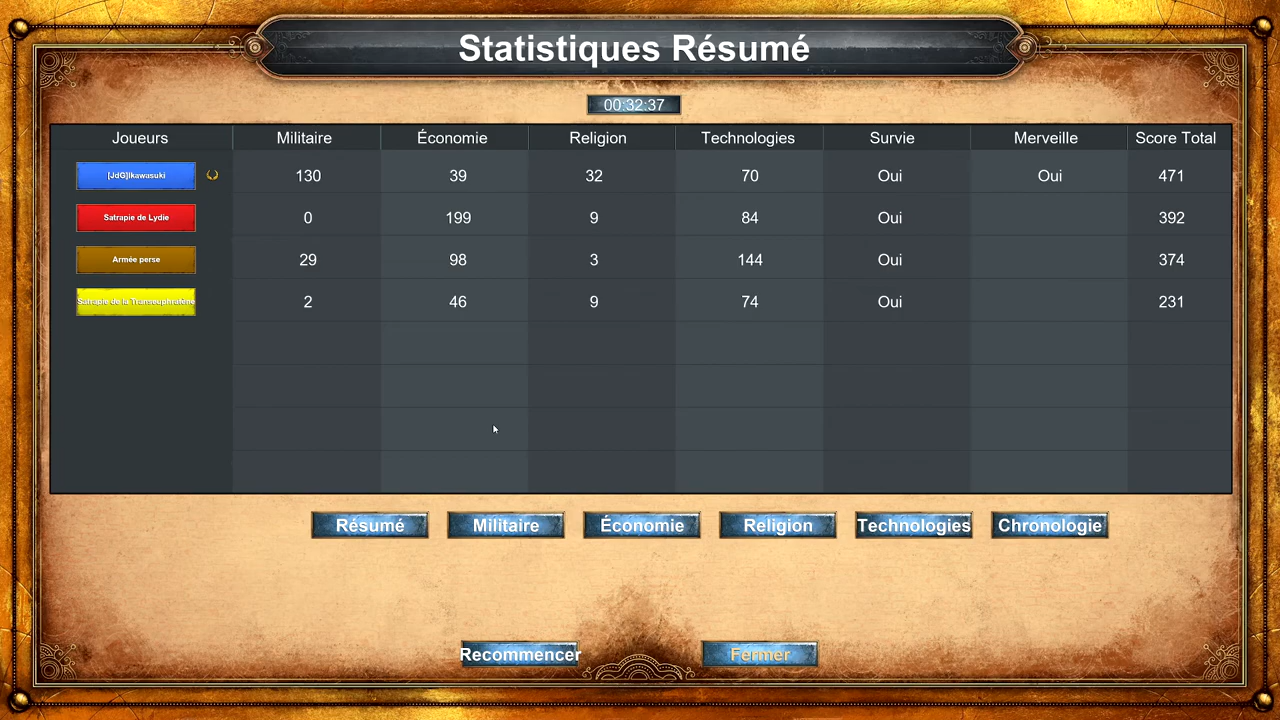 Statistiques Résumé
00:32:37
Joueurs Militaire Économie Religion Technologies Survie Merveille Score Total
[JdG]Ikawasuki 130 39 32 70 Oui Oui 471
Satrapie de Lydie 0 199 9 84 Oui 392
Armée perse 29 98 3 144 Oui 374
Satrapie de la Transeuphratène 2 46 9 74 Oui 231
Résumé Militaire Économie Religion Technologies Chronologie
Recommencer Fermer